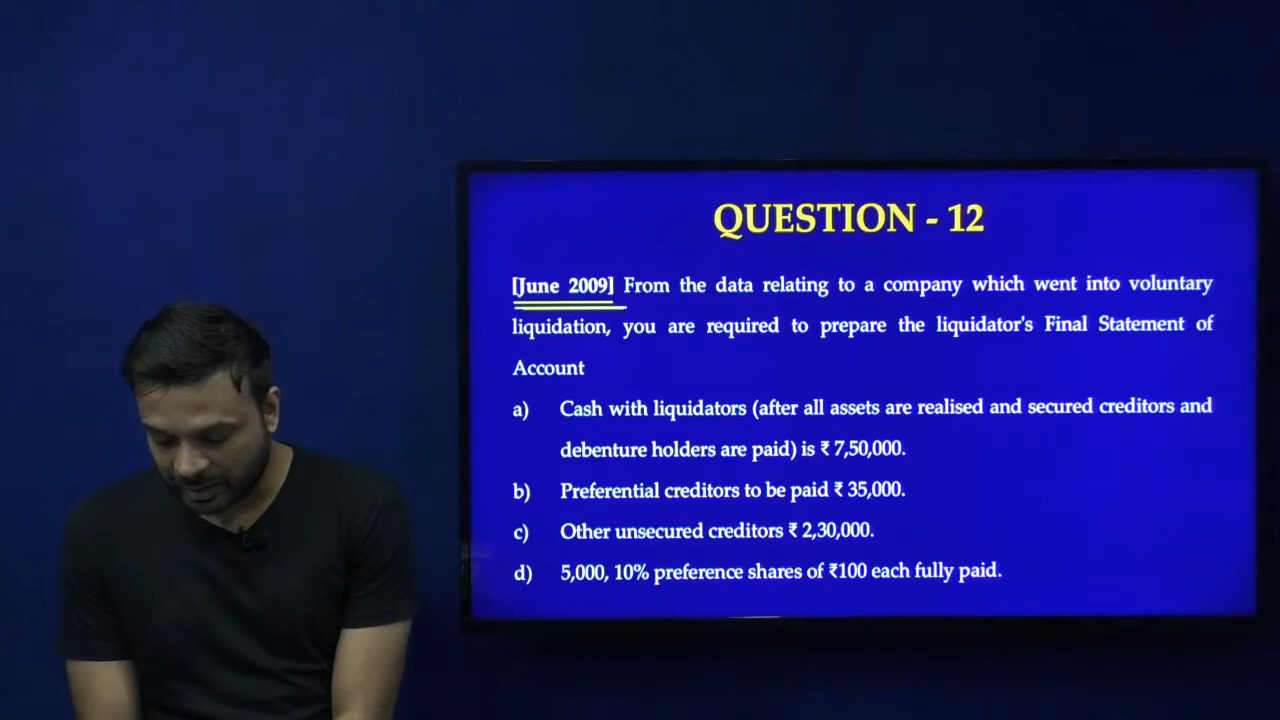 QUESTION - 12
[June 2009] From the data relating to a company which went into voluntary
liquidation, you are required to prepare the liquidator's Final Statement of
Account
a) Cash with liquidators (after all assets are realised and secured creditors and
debenture holders are paid) is ₹ 7,50,000.
b) Preferential creditors to be paid ₹ 35,000.
c) Other unsecured creditors ₹ 2,30,000.
d) 5,000, 10% preference shares of ₹100 each fully paid.